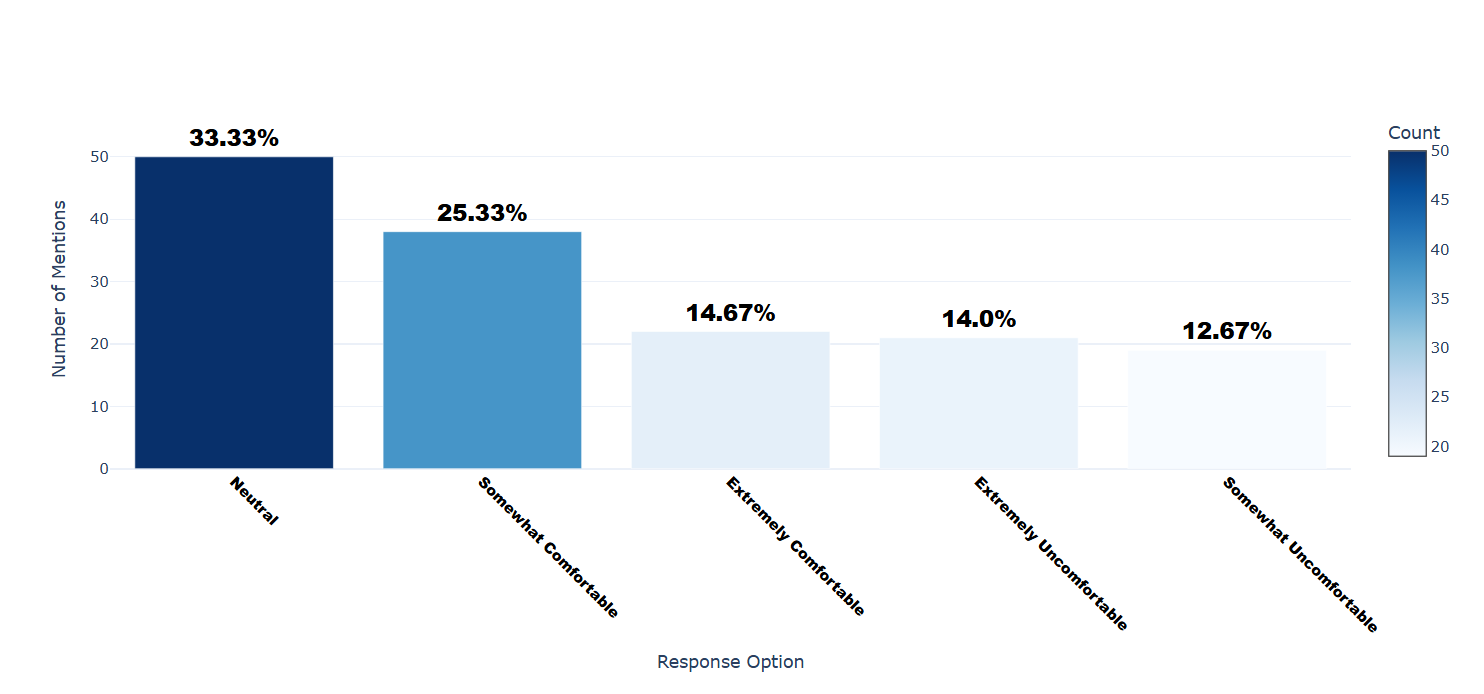 33.33%
25.33%
14.67%
14.0%
12.67%
Number of Mentions
50
40
30
20
10
0
Neutral
Somewhat Comfortable
Extremely Comfortable
Extremely Uncomfortable
Somewhat Uncomfortable
Response Option
Count
50
45
40
35
30
25
20